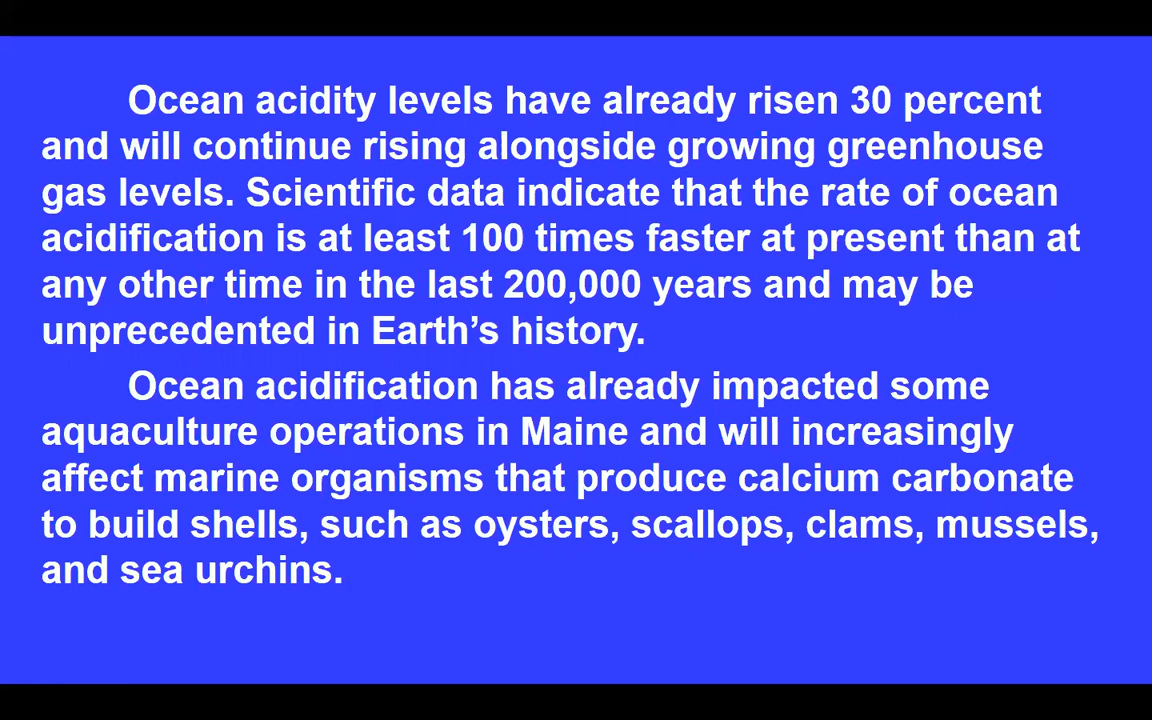 Ocean acidity levels have already risen 30 percent
and will continue rising alongside growing greenhouse
gas levels. Scientific data indicate that the rate of ocean
acidification is at least 100 times faster at present than at
any other time in the last 200,000 years and may be
unprecedented in Earth’s history.
Ocean acidification has already impacted some
aquaculture operations in Maine and will increasingly
affect marine organisms that produce calcium carbonate
to build shells, such as oysters, scallops, clams, mussels,
and sea urchins.